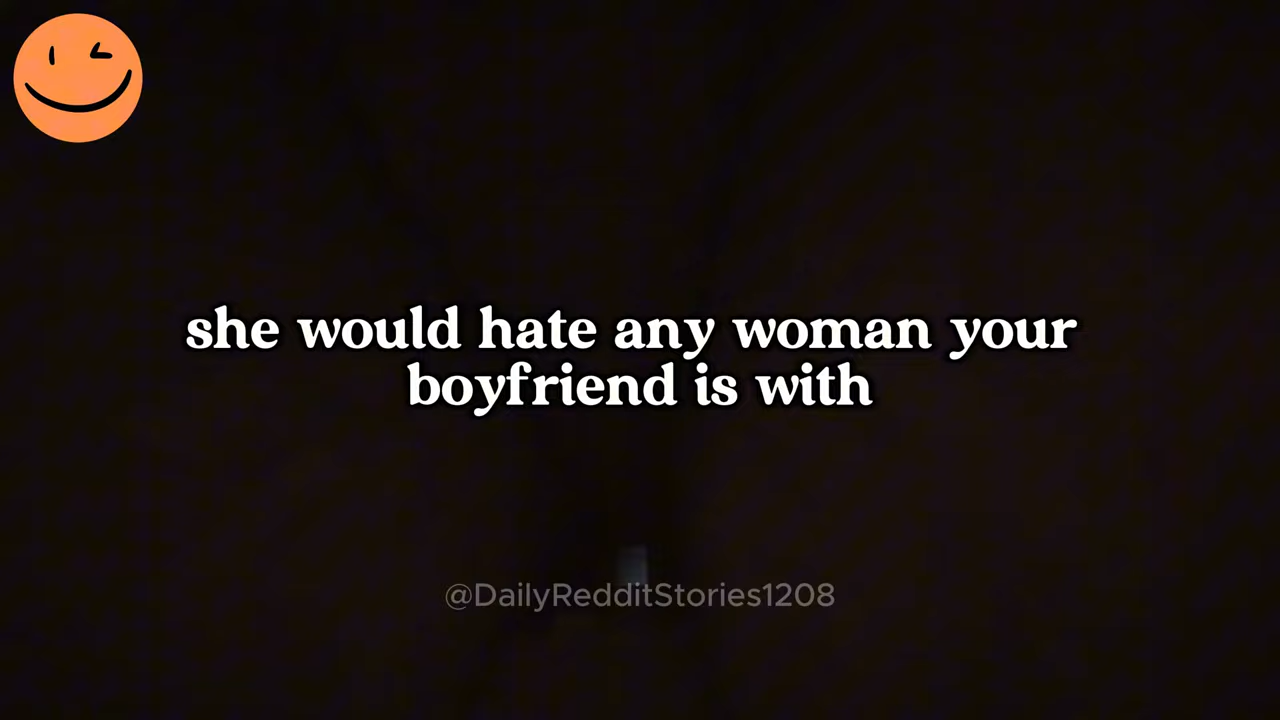 she would hate any woman your
boyfriend is with
@DailyRedditStories1208